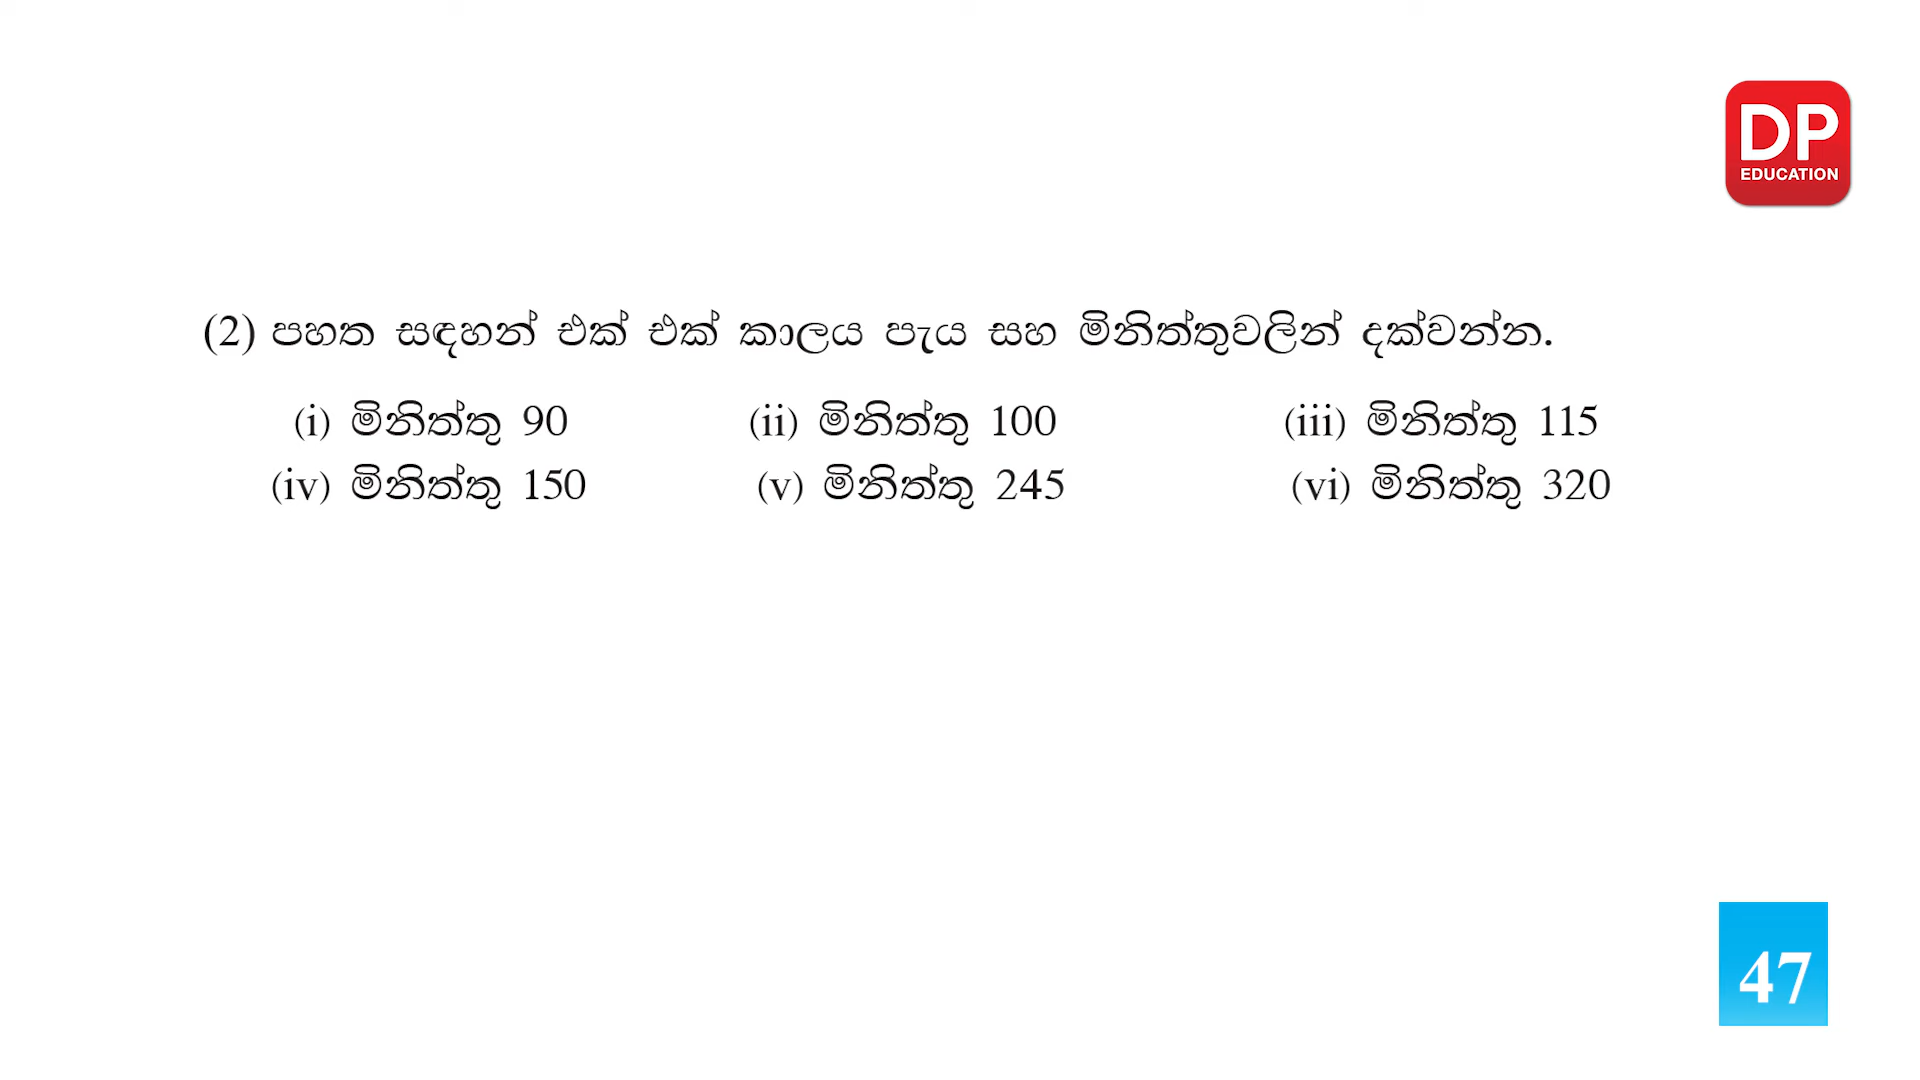 DP
EDUCATION
(2) පහත සඳහන් එක් එක් කාලය පැය සහ මිනිත්තුවලින් දක්වන්න.
(i) මිනිත්තු 90 (ii) මිනිත්තු 100 (iii) මිනිත්තු 115
(iv) මිනිත්තු 150 (v) මිනිත්තු 245 (vi) මිනිත්තු 320
47